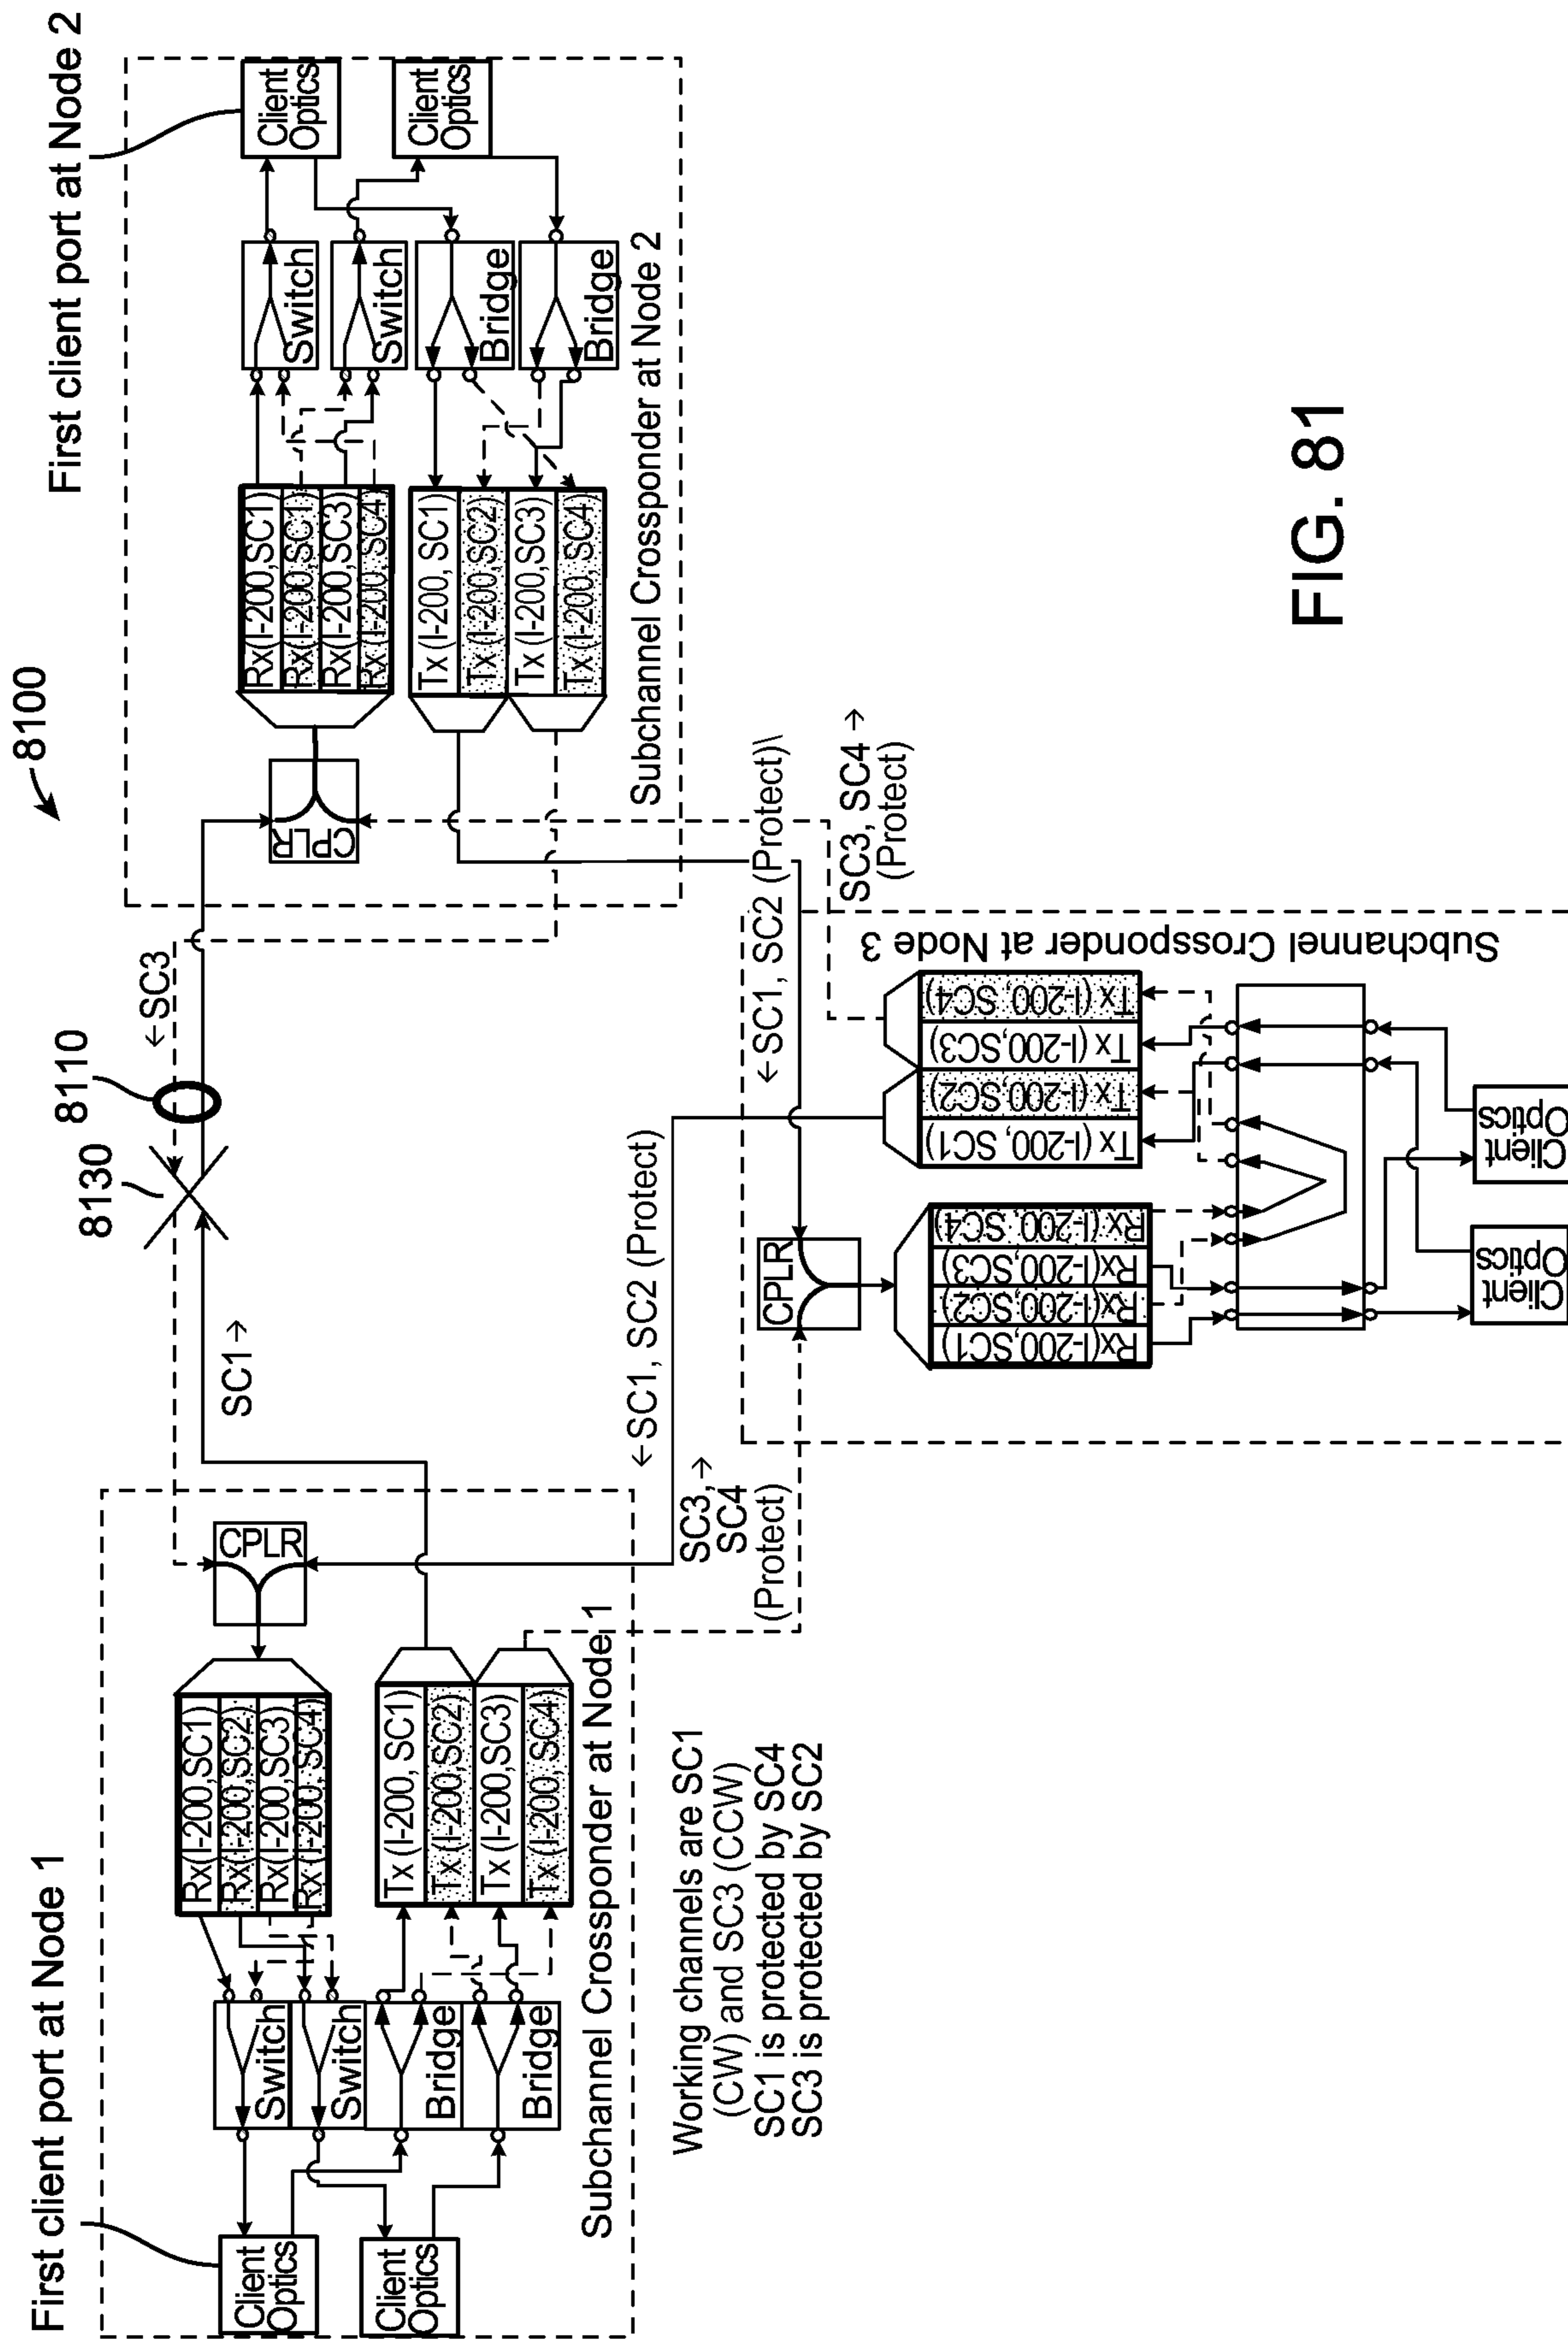 8100
First client port at Node 1
First client port at Node 2
Client
Optics
Client
Optics
Switch
Switch
Bridge
Bridge
Rx(I-200,SC1)
Rx(I-200,SC2)
Rx(I-200,SC3)
Rx(I-200,SC4)
Tx (I-200, SC1)
Tx (I-200,SC2)
Tx (I-200,SC3)
Tx (I-200,SC4)
CPLR
Subchannel Crossponder at Node 1
8130
8110
SC1→
←SC3
CPLR
Rx(I-200,SC1)
Rx(I-200,SC1)
Rx(I-200,SC3)
Rx(I-200,SC4)
Tx (I-200, SC1)
Tx (I-200,SC2)
Tx (I-200,SC3)
Tx (I-200,SC4)
Switch
Switch
Bridge
Bridge
Client
Optics
Client
Optics
Subchannel Crossponder at Node 2
←SC1, SC2 (Protect)
SC3,→
SC4
(Protect)
←SC1, SC2 (Protect)\
SC3, SC4→
(Protect)
Working channels are SC1
(CW) and SC3 (CCW)
SC1 is protected by SC4
SC3 is protected by SC2
CPLR
Rx(I-200,SC1)
Rx(I-200,SC2)
Rx(I-200,SC3)
Rx(I-200,SC4)
Tx (I-200, SC1)
Tx (I-200,SC2)
Tx (I-200,SC3)
Tx (I-200, SC4)
Subchannel Crossponder at Node 3
Client
Optics
Client
Optics
FIG. 81